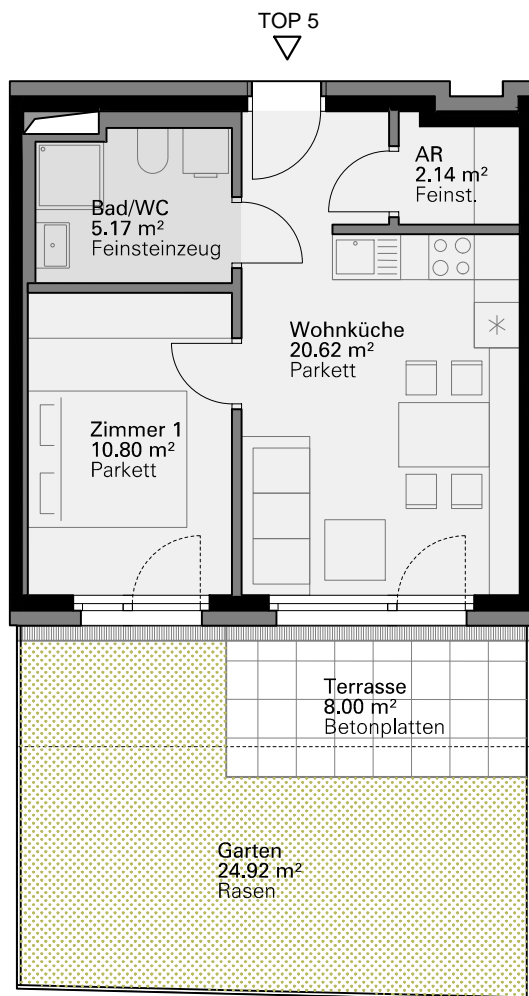 TOP 5
AR
2.14 m²
Feinst.
Bad/WC
5.17 m²
Feinsteinzeug
Wohnküche
20.62 m²
Parkett
Zimmer 1
10.80 m²
Parkett
Terrasse
8.00 m²
Betonplatten
Garten
24.92 m²
Rasen